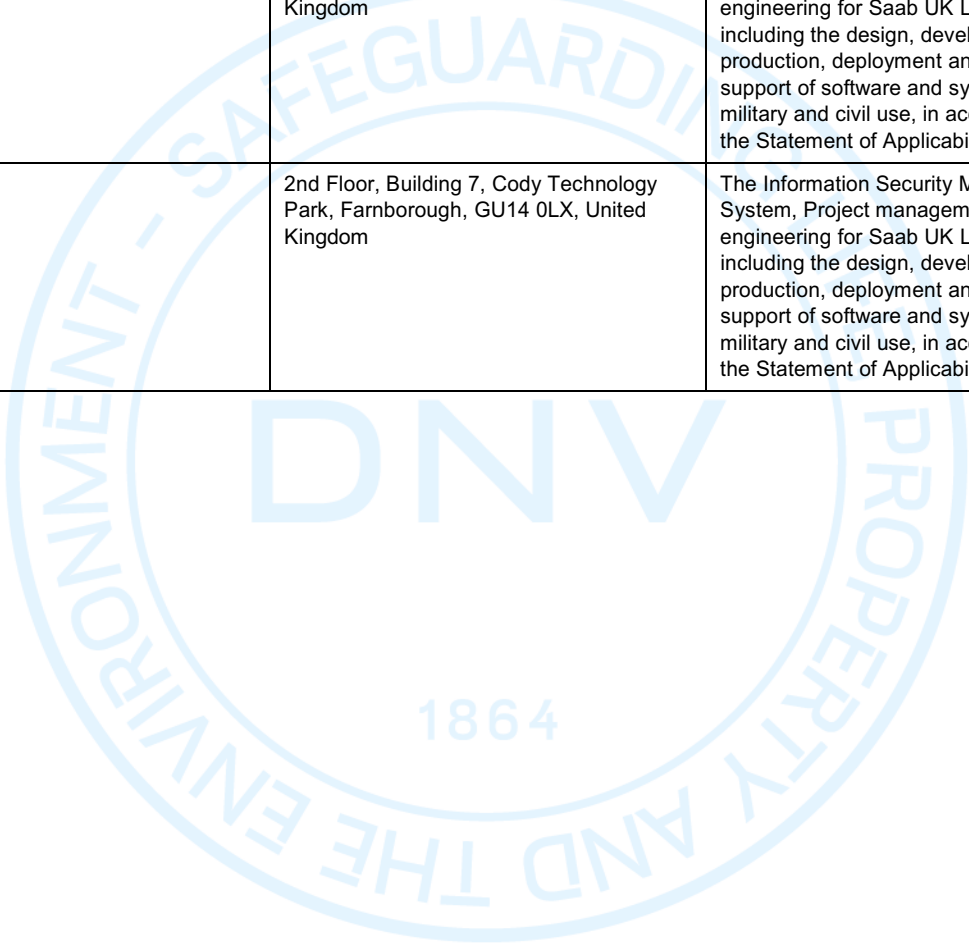 Kingdom
engineering for Saab UK L
including the design, devel
production, deployment an
support of software and sy
military and civil use, in ac
the Statement of Applicabi
2nd Floor, Building 7, Cody Technology
Park, Farnborough, GU14 0LX, United
Kingdom
The Information Security M
System, Project managem
engineering for Saab UK L
including the design, devel
production, deployment an
support of software and sy
military and civil use, in ac
the Statement of Applicabi
SAFEGUARDING LIFE PROPERTY AND THE ENVIRONMENT -
DNV
1864